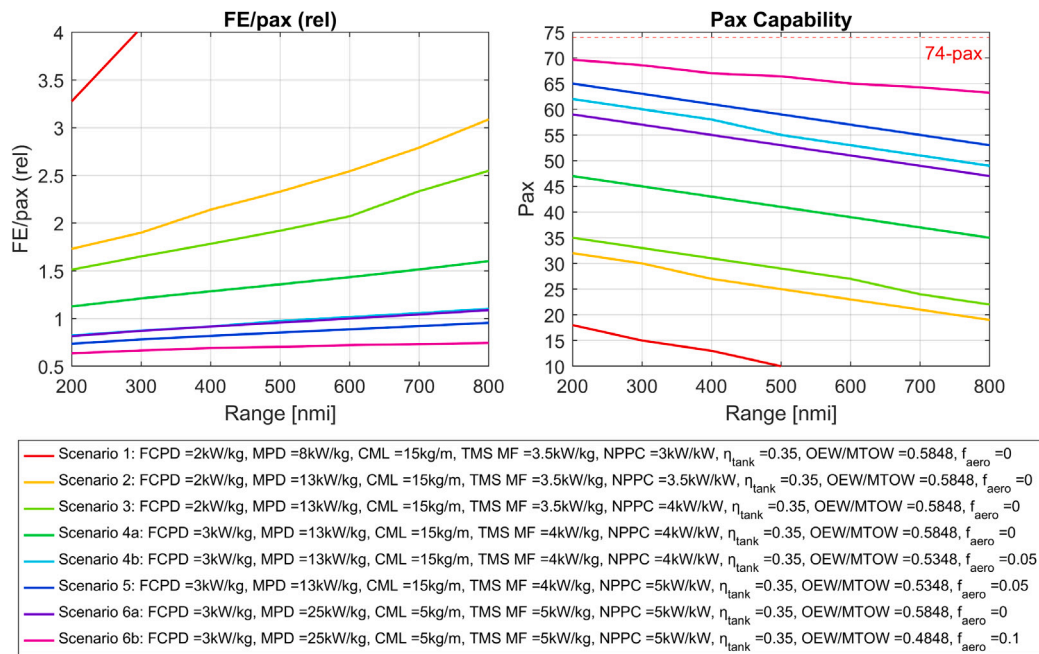 FE/pax (rel)
4
3.5
3
2.5
2
1.5
1
0.5
FE/pax (rel)
200 300 400 500 600 700 800
Range [nmi]
Pax Capability
75
70
65
60
55
50
45
40
35
30
25
20
15
10
Pax
74-pax
200 300 400 500 600 700 800
Range [nmi]
Scenario 1: FCPD =2kW/kg, MPD =8kW/kg, CML =15kg/m, TMS MF =3.5kW/kg, NPPC =3kW/kW, η_tank =0.35, OEW/MTOW =0.5848, f_aero =0
Scenario 2: FCPD =2kW/kg, MPD =13kW/kg, CML =15kg/m, TMS MF =3.5kW/kg, NPPC =3.5kW/kW, η_tank =0.35, OEW/MTOW =0.5848, f_aero =0
Scenario 3: FCPD =2kW/kg, MPD =13kW/kg, CML =15kg/m, TMS MF =3.5kW/kg, NPPC =4kW/kW, η_tank =0.35, OEW/MTOW =0.5848, f_aero =0
Scenario 4a: FCPD =3kW/kg, MPD =13kW/kg, CML =15kg/m, TMS MF =4kW/kg, NPPC =4kW/kW, η_tank =0.35, OEW/MTOW =0.5848, f_aero =0
Scenario 4b: FCPD =3kW/kg, MPD =13kW/kg, CML =15kg/m, TMS MF =4kW/kg, NPPC =4kW/kW, η_tank =0.35, OEW/MTOW =0.5348, f_aero =0.05
Scenario 5: FCPD =3kW/kg, MPD =13kW/kg, CML =15kg/m, TMS MF =4kW/kg, NPPC =5kW/kW, η_tank =0.35, OEW/MTOW =0.5348, f_aero =0.05
Scenario 6a: FCPD =3kW/kg, MPD =25kW/kg, CML =5kg/m, TMS MF =5kW/kg, NPPC =5kW/kW, η_tank =0.35, OEW/MTOW =0.5848, f_aero =0
Scenario 6b: FCPD =3kW/kg, MPD =25kW/kg, CML =5kg/m, TMS MF =5kW/kg, NPPC =5kW/kW, η_tank =0.35, OEW/MTOW =0.4848, f_aero =0.1